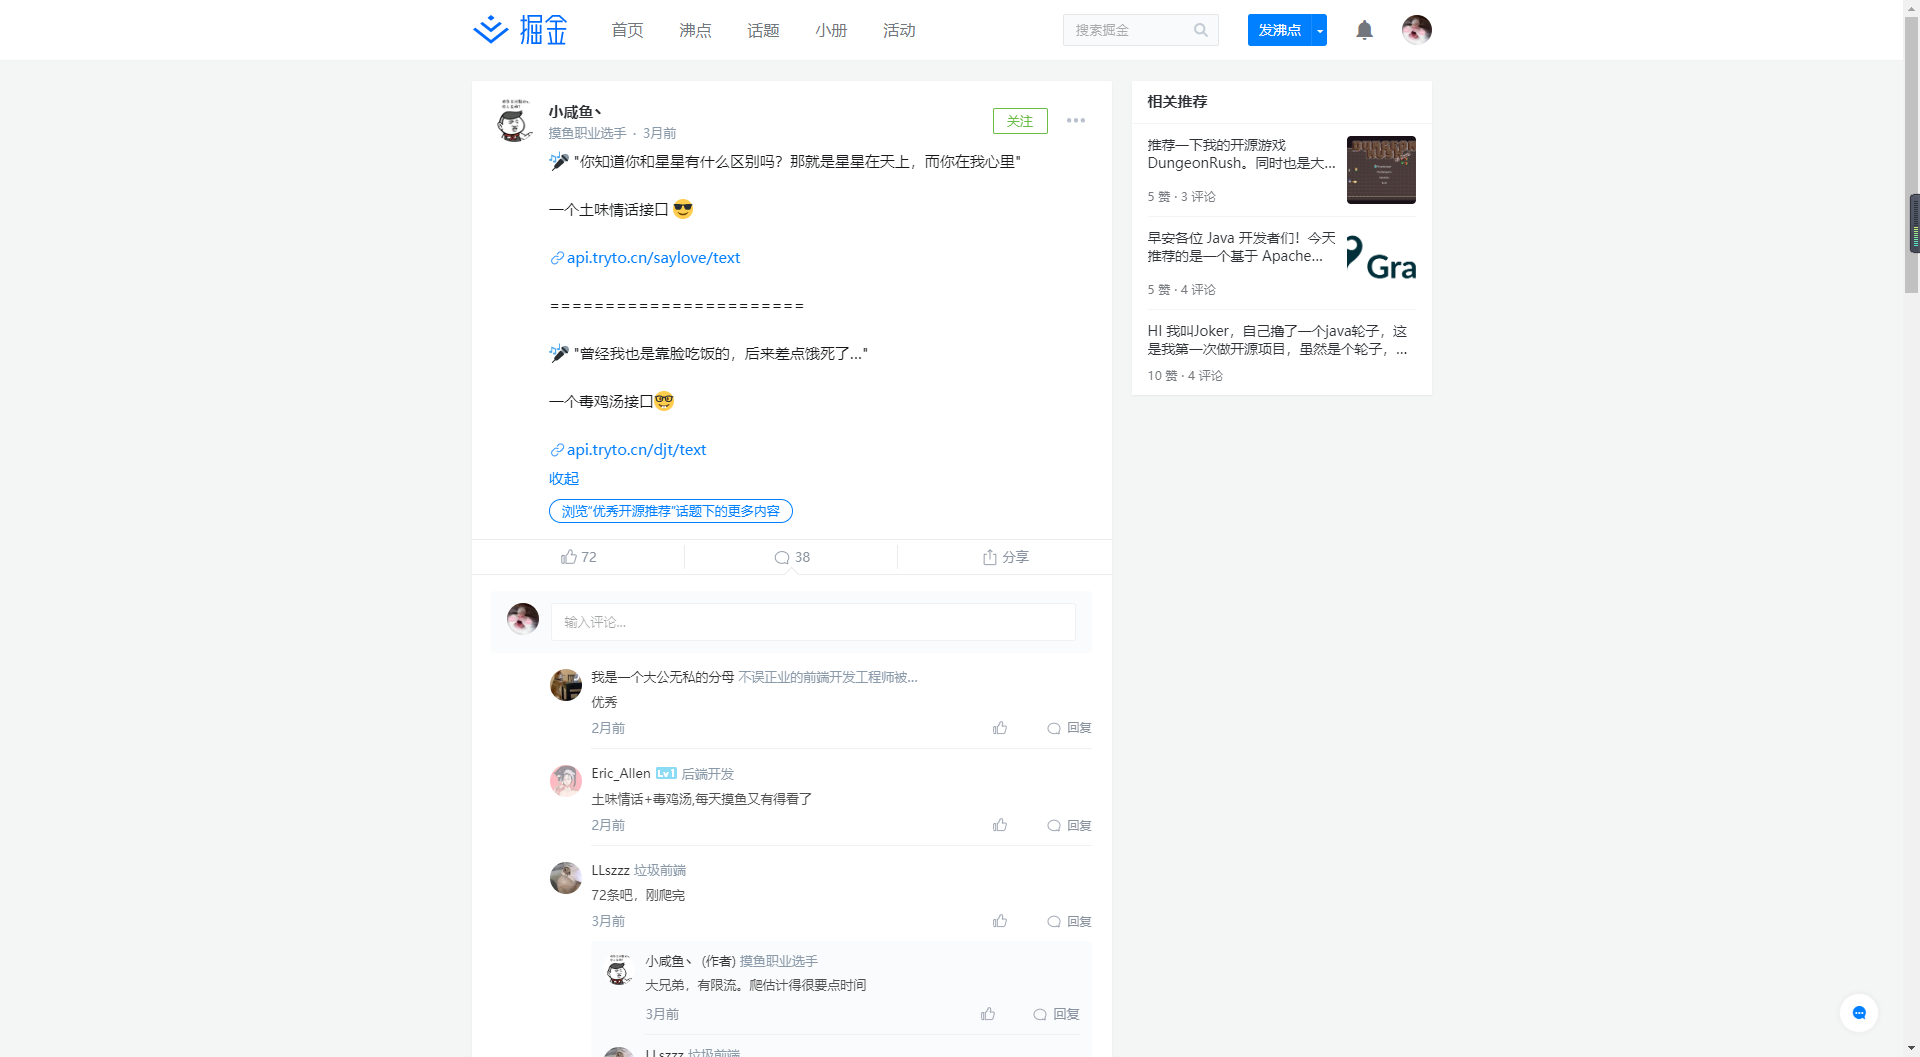 掘金
首页
沸点
话题
小册
活动
搜索掘金
发沸点
小咸鱼丶
摸鱼职业选手 · 3月前
关注
"你知道你和星星有什么区别吗？那就是星星在天上，而你在我心里"
一个土味情话接口
api.tryto.cn/saylove/text
=======================
"曾经我也是靠脸吃饭的，后来差点饿死了..."
一个毒鸡汤接口
api.tryto.cn/djt/text
收起
浏览"优秀开源推荐"话题下的更多内容
72
38
分享
输入评论...
我是一个大公无私的分母 不误正业的前端开发工程师被...
优秀
2月前
回复
Eric_Allen Lv1 后端开发
土味情话+毒鸡汤,每天摸鱼又有得看了
2月前
回复
LLszzz 垃圾前端
72条吧，刚爬完
3月前
回复
小咸鱼丶 (作者) 摸鱼职业选手
大兄弟，有限流。爬估计得很要点时间
3月前
回复
LLszzz 垃圾前端
相关推荐
推荐一下我的开源游戏
DungeonRush。同时也是大...
5 赞 · 3 评论
早安各位 Java 开发者们！今天
推荐的是一个基于 Apache...
Gra
5 赞 · 4 评论
HI 我叫Joker，自己撸了一个java轮子，这
是我第一次做开源项目，虽然是个轮子，...
10 赞 · 4 评论